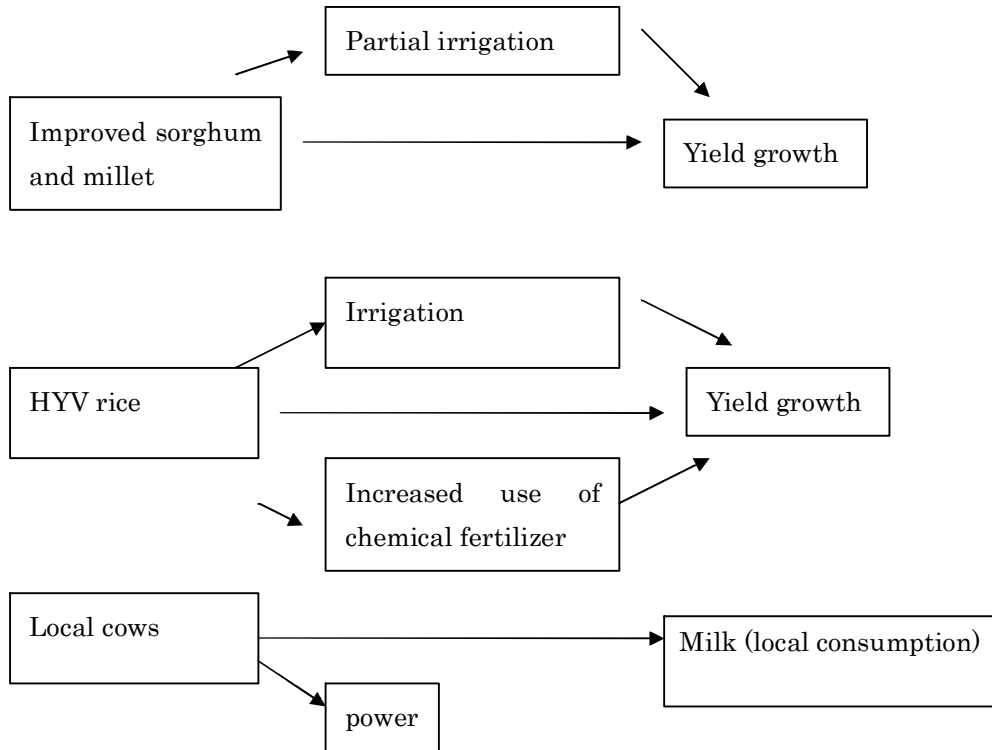 Partial irrigation
Improved sorghum
and millet
Yield growth
Irrigation
HYV rice
Yield growth
Increased use of
chemical fertilizer
Local cows
Milk (local consumption)
power